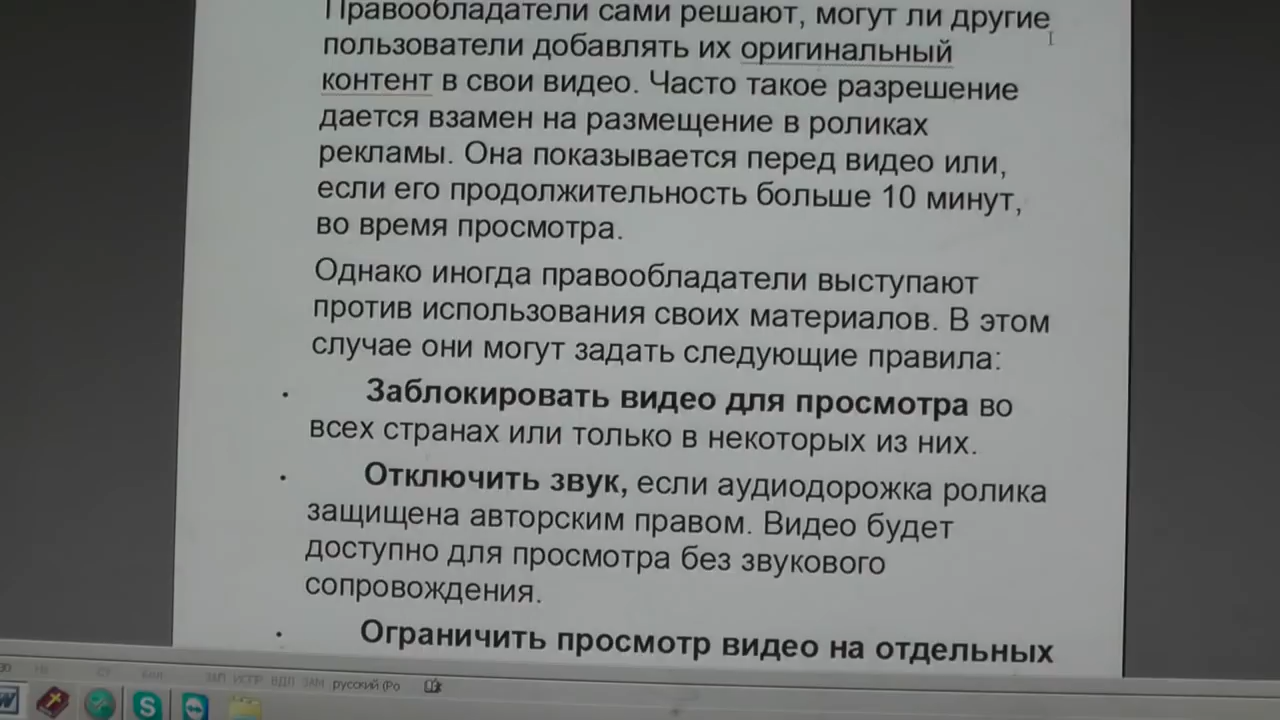 Правообладатели сами решают, могут ли другие
пользователи добавлять их оригинальный
контент в свои видео. Часто такое разрешение
дается взамен на размещение в роликах
рекламы. Она показывается перед видео или,
если его продолжительность больше 10 минут,
во время просмотра.
Однако иногда правообладатели выступают
против использования своих материалов. В этом
случае они могут задать следующие правила:
· Заблокировать видео для просмотра во
всех странах или только в некоторых из них.
· Отключить звук, если аудиодорожка ролика
защищена авторским правом. Видео будет
доступно для просмотра без звукового
сопровождения.
· Ограничить просмотр видео на отдельных
ЗАП ИСПР ВДЛ ЗАМ русский (Ро